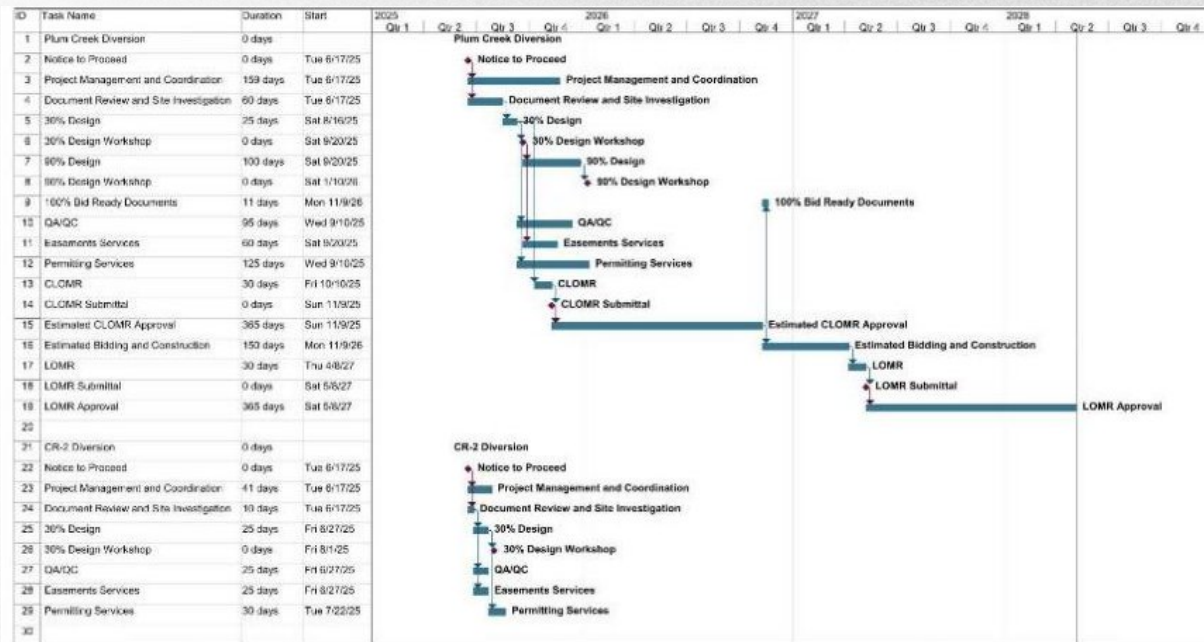 ID Task Name Duration Start 2025 2026 2027 2028
Qtr 1 Qtr 2 Qtr 3 Qtr 4 Qtr 1 Qtr 2 Qtr 3 Qtr 4 Qtr 1 Qtr 2 Qtr 3 Qtr 4 Qtr 1 Qtr 2 Qtr 3 Qtr 4
1 Plum Creek Diversion 0 days Plum Creek Diversion
2 Notice to Proceed 0 days Tue 6/17/25 Notice to Proceed
3 Project Management and Coordination 159 days Tue 6/17/25 Project Management and Coordination
4 Document Review and Site Investigation 60 days Tue 6/17/25 Document Review and Site Investigation
5 30% Design 25 days Sat 8/16/25 30% Design
6 30% Design Workshop 0 days Sat 9/20/25 30% Design Workshop
7 90% Design 100 days Sat 9/20/25 90% Design
8 90% Design Workshop 0 days Sat 1/10/26 90% Design Workshop
9 100% Bid Ready Documents 11 days Mon 11/9/26 100% Bid Ready Documents
10 QA/QC 95 days Wed 9/10/25 QA/QC
11 Easements Services 60 days Sat 9/20/25 Easements Services
12 Permitting Services 125 days Wed 9/10/25 Permitting Services
13 CLOMR 30 days Fri 10/10/25 CLOMR
14 CLOMR Submittal 0 days Sun 11/9/25 CLOMR Submittal
15 Estimated CLOMR Approval 365 days Sun 11/9/25 Estimated CLOMR Approval
16 Estimated Bidding and Construction 150 days Mon 11/9/26 Estimated Bidding and Construction
17 LOMR 30 days Thu 4/8/27 LOMR
18 LOMR Submittal 0 days Sat 5/8/27 LOMR Submittal
19 LOMR Approval 365 days Sat 5/8/27 LOMR Approval
20
21 CR-2 Diversion 0 days CR-2 Diversion
22 Notice to Proceed 0 days Tue 6/17/25 Notice to Proceed
23 Project Management and Coordination 41 days Tue 6/17/25 Project Management and Coordination
24 Document Review and Site Investigation 10 days Tue 6/17/25 Document Review and Site Investigation
25 30% Design 25 days Fri 6/27/25 30% Design
26 30% Design Workshop 0 days Fri 8/1/25 30% Design Workshop
27 QA/QC 25 days Fri 6/27/25 QA/QC
28 Easements Services 25 days Fri 6/27/25 Easements Services
29 Permitting Services 30 days Tue 7/22/25 Permitting Services
30